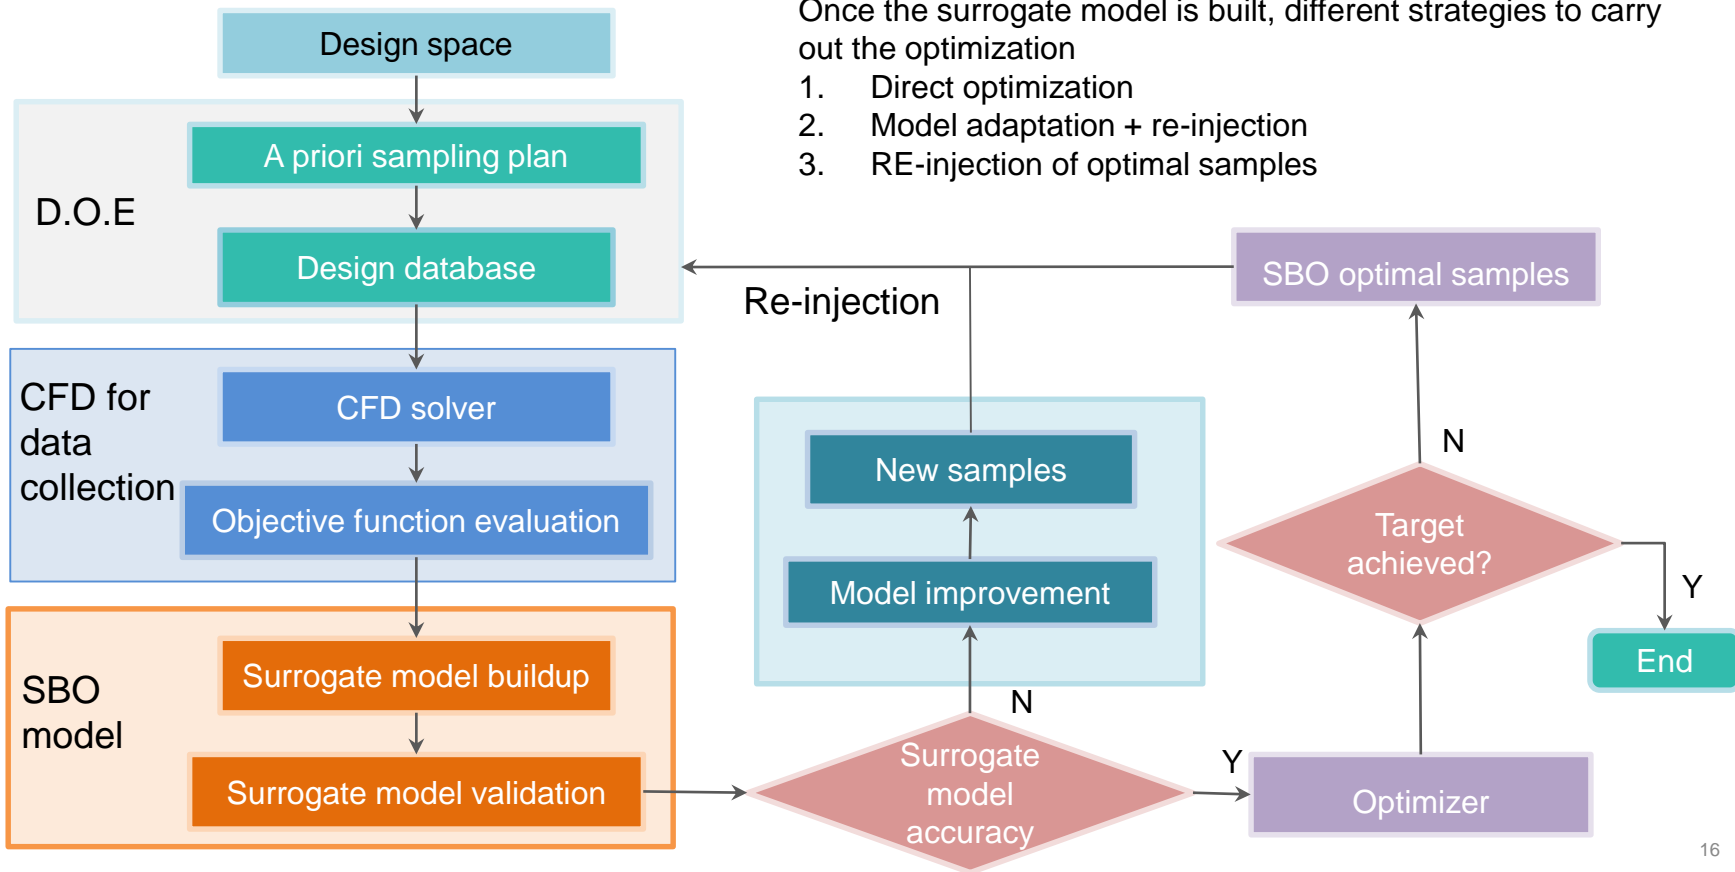 Once the surrogate model is built, different strategies to carry
out the optimization
1. Direct optimization
2. Model adaptation + re-injection
3. RE-injection of optimal samples
Design space
D.O.E
A priori sampling plan
Design database
CFD for
data
collection
CFD solver
Objective function evaluation
SBO
model
Surrogate model buildup
Surrogate model validation
Surrogate
model
accuracy
N
Model improvement
New samples
Re-injection
Y
Optimizer
Target
achieved?
N
SBO optimal samples
Y
End
16